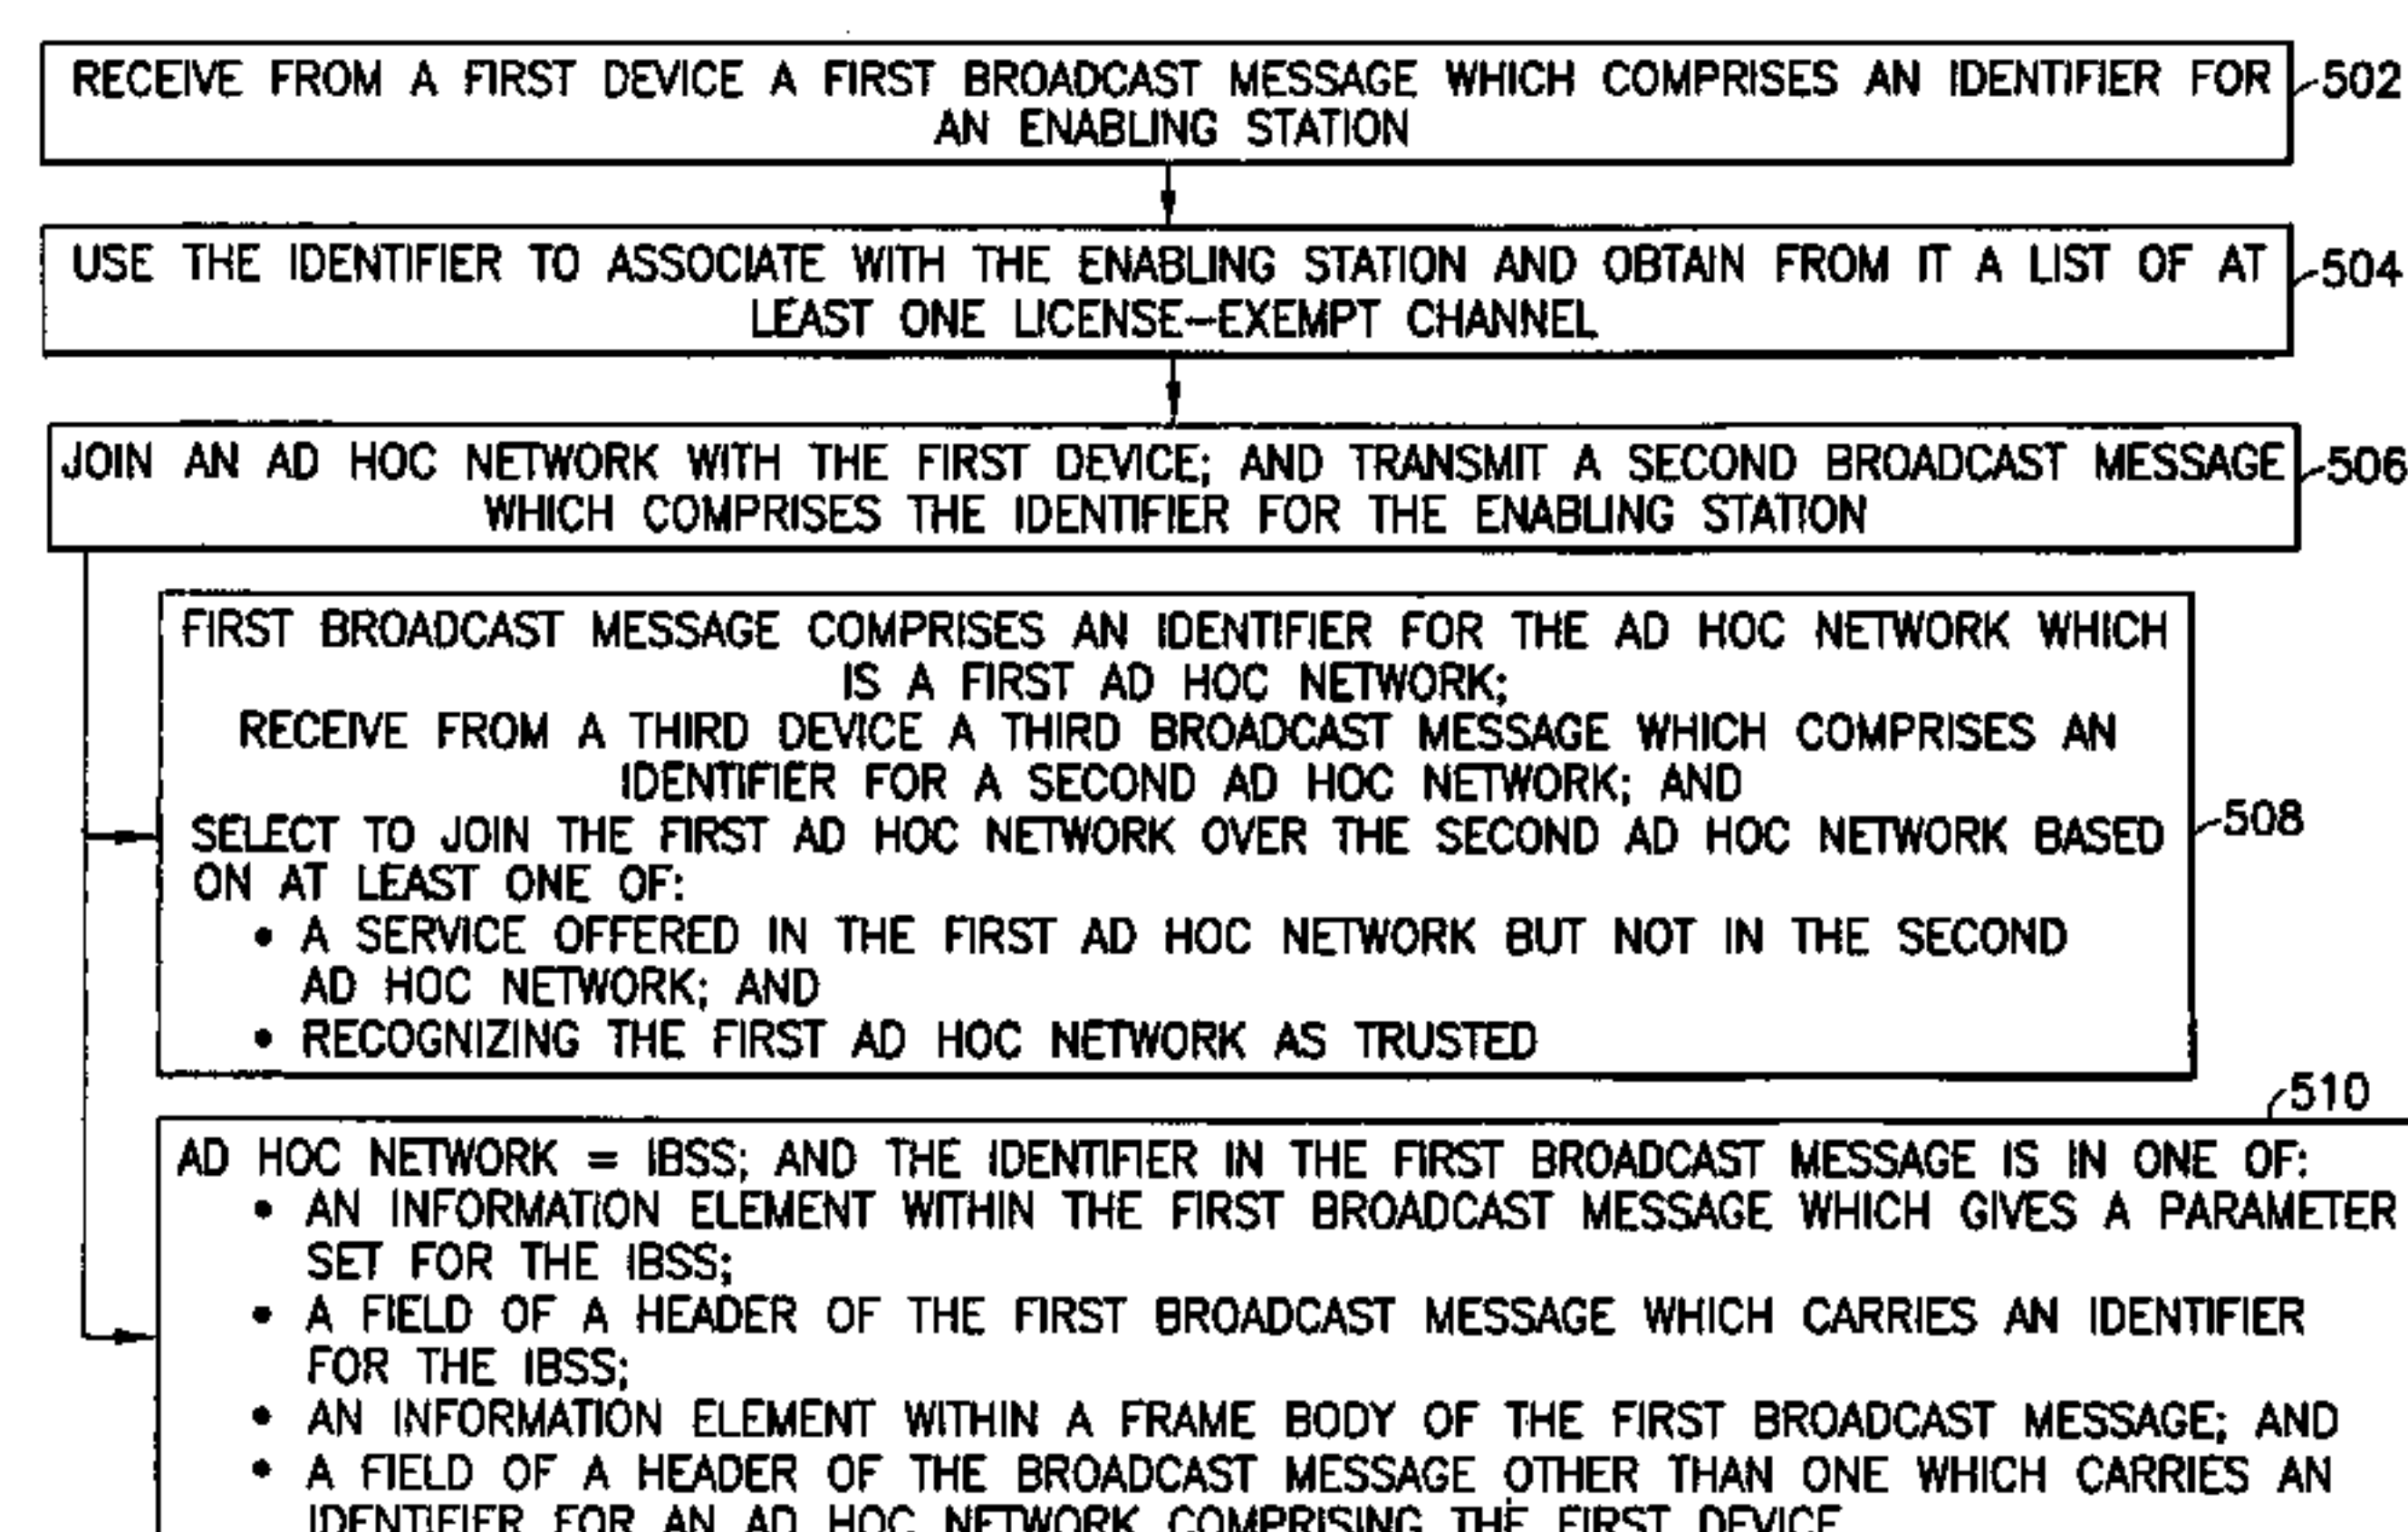 RECEIVE FROM A FIRST DEVICE A FIRST BROADCAST MESSAGE WHICH COMPRISES AN IDENTIFIER FOR
AN ENABLING STATION
502
USE THE IDENTIFIER TO ASSOCIATE WITH THE ENABLING STATION AND OBTAIN FROM IT A LIST OF AT
LEAST ONE LICENSE-EXEMPT CHANNEL
504
JOIN AN AD HOC NETWORK WITH THE FIRST DEVICE; AND TRANSMIT A SECOND BROADCAST MESSAGE
WHICH COMPRISES THE IDENTIFIER FOR THE ENABLING STATION
506
FIRST BROADCAST MESSAGE COMPRISES AN IDENTIFIER FOR THE AD HOC NETWORK WHICH
IS A FIRST AD HOC NETWORK;
RECEIVE FROM A THIRD DEVICE A THIRD BROADCAST MESSAGE WHICH COMPRISES AN
IDENTIFIER FOR A SECOND AD HOC NETWORK; AND
SELECT TO JOIN THE FIRST AD HOC NETWORK OVER THE SECOND AD HOC NETWORK BASED
ON AT LEAST ONE OF:
• A SERVICE OFFERED IN THE FIRST AD HOC NETWORK BUT NOT IN THE SECOND
AD HOC NETWORK; AND
• RECOGNIZING THE FIRST AD HOC NETWORK AS TRUSTED
508
510
AD HOC NETWORK = IBSS; AND THE IDENTIFIER IN THE FIRST BROADCAST MESSAGE IS IN ONE OF:
• AN INFORMATION ELEMENT WITHIN THE FIRST BROADCAST MESSAGE WHICH GIVES A PARAMETER
SET FOR THE IBSS;
• A FIELD OF A HEADER OF THE FIRST BROADCAST MESSAGE WHICH CARRIES AN IDENTIFIER
FOR THE IBSS;
• AN INFORMATION ELEMENT WITHIN A FRAME BODY OF THE FIRST BROADCAST MESSAGE; AND
• A FIELD OF A HEADER OF THE BROADCAST MESSAGE OTHER THAN ONE WHICH CARRIES AN
IDENTIFIER FOR AN AD HOC NETWORK COMPRISING THE FIRST DEVICE